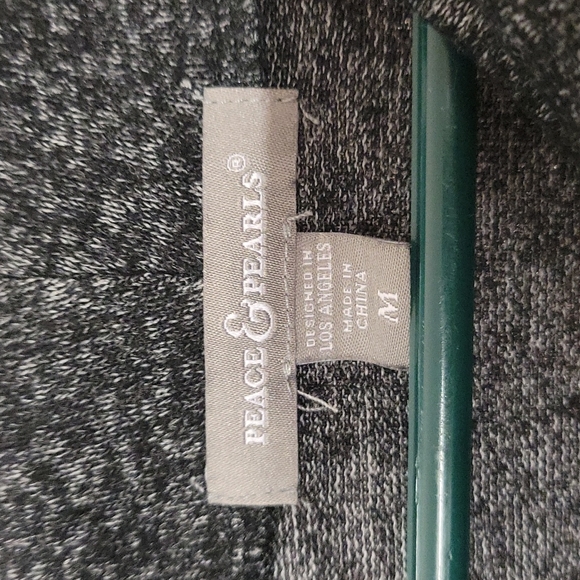 PEACE & PEARLS®
DESIGNED IN
LOS ANGELES
MADE IN
CHINA
M